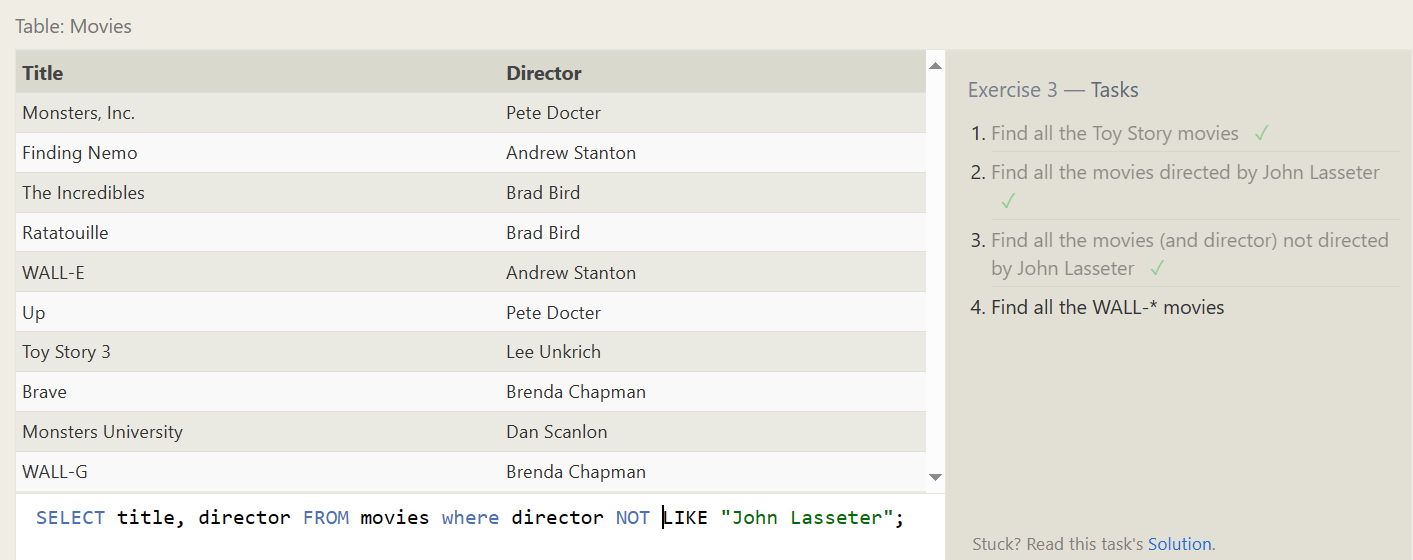 Table: Movies
Title Director
Monsters, Inc. Pete Docter
Finding Nemo Andrew Stanton
The Incredibles Brad Bird
Ratatouille Brad Bird
WALL-E Andrew Stanton
Up Pete Docter
Toy Story 3 Lee Unkrich
Brave Brenda Chapman
Monsters University Dan Scanlon
WALL-G Brenda Chapman
SELECT title, director FROM movies where director NOT LIKE "John Lasseter";
Exercise 3 — Tasks
1. Find all the Toy Story movies ✓
2. Find all the movies directed by John Lasseter
✓
3. Find all the movies (and director) not directed
by John Lasseter ✓
4. Find all the WALL-* movies
Stuck? Read this task's Solution.